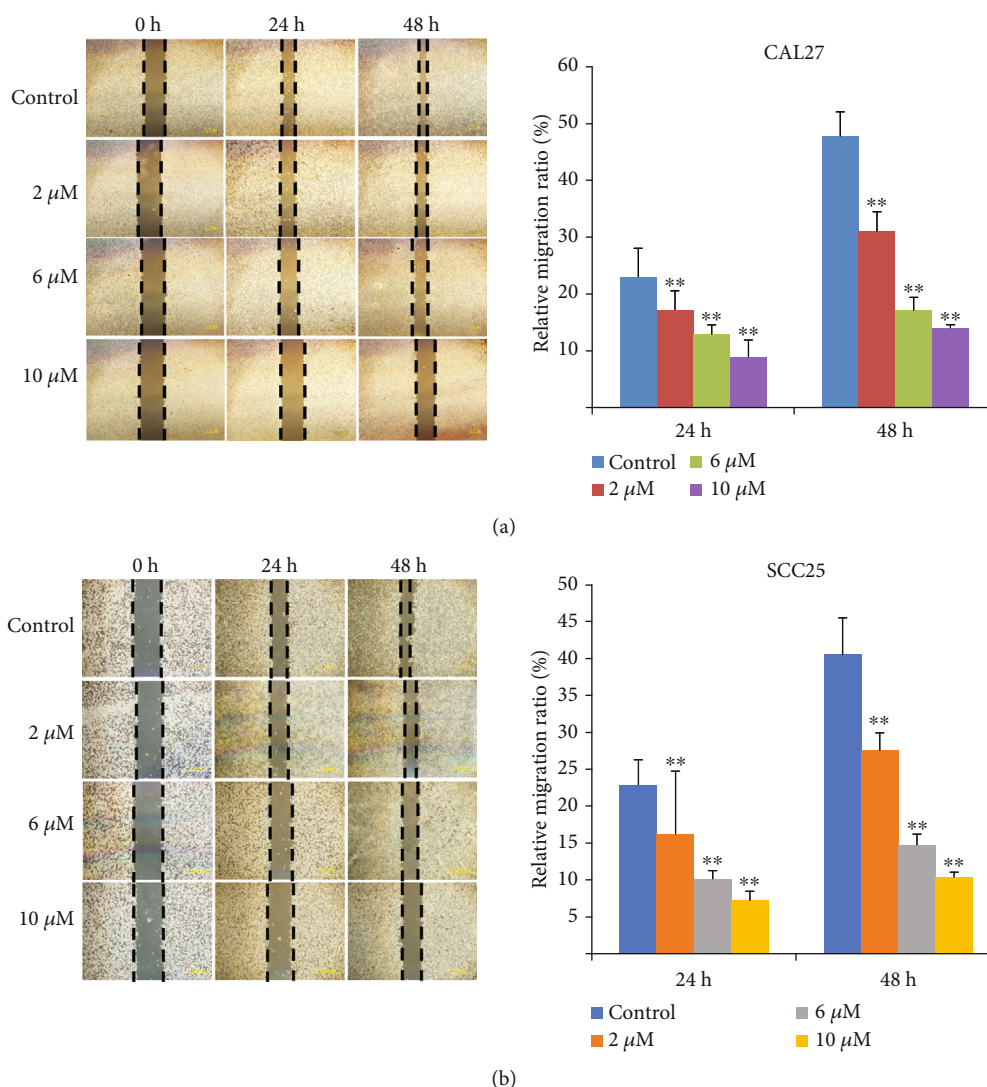 0 h 24 h 48 h
Control
2 μM
6 μM
10 μM
CAL27
Relative migration ratio (%)
60
50
40
30
20
10
** ** **
** ** **
24 h 48 h
Control 6 μM
2 μM 10 μM
(a)
0 h 24 h 48 h
Control
2 μM
6 μM
10 μM
SCC25
Relative migration ratio (%)
50
45
40
35
30
25
20
15
10
5
** ** **
** ** **
24 h 48 h
Control 6 μM
2 μM 10 μM
(b)